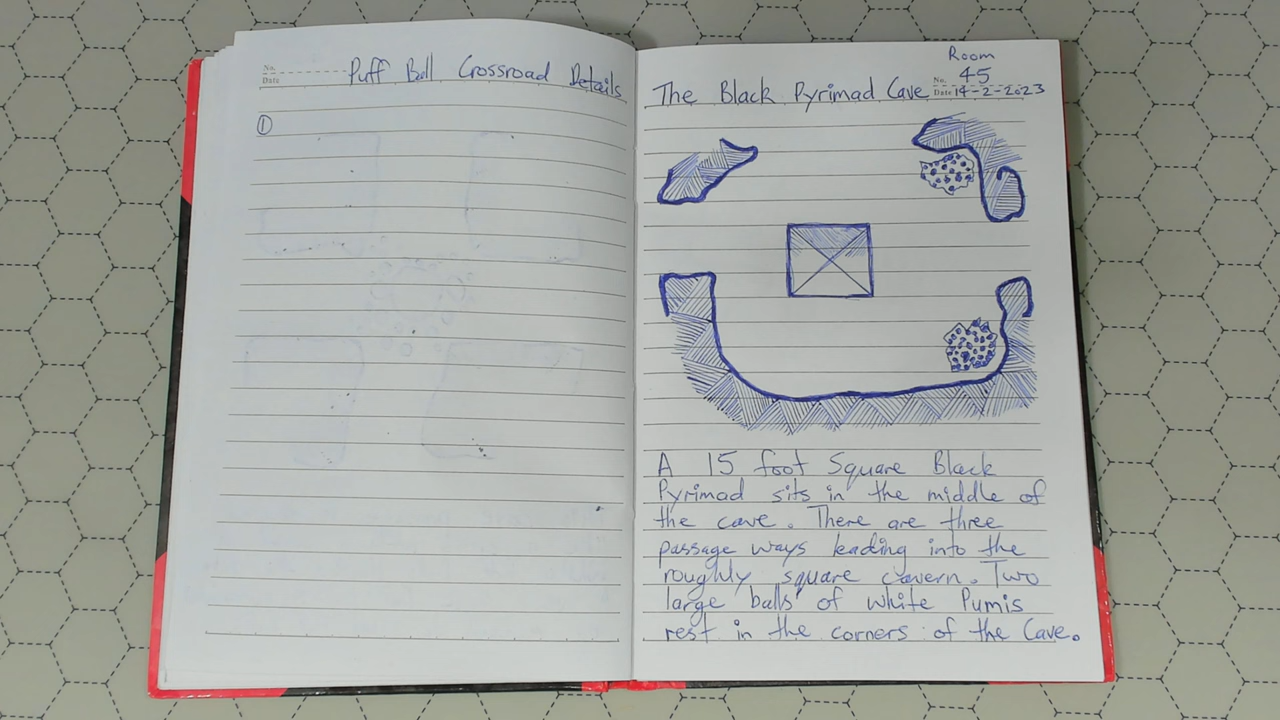 No.
Date
Puff Ball Crossroad Details
①
Room
No. 45
Date 14-2-2023
The Black Pyrimad Cave
A 15 foot Square Black
Pyrimad sits in the middle of
the cave. There are three
passage ways leading into the
roughly square cavern. Two
large balls of white Pumis
rest in the corners of the Cave.